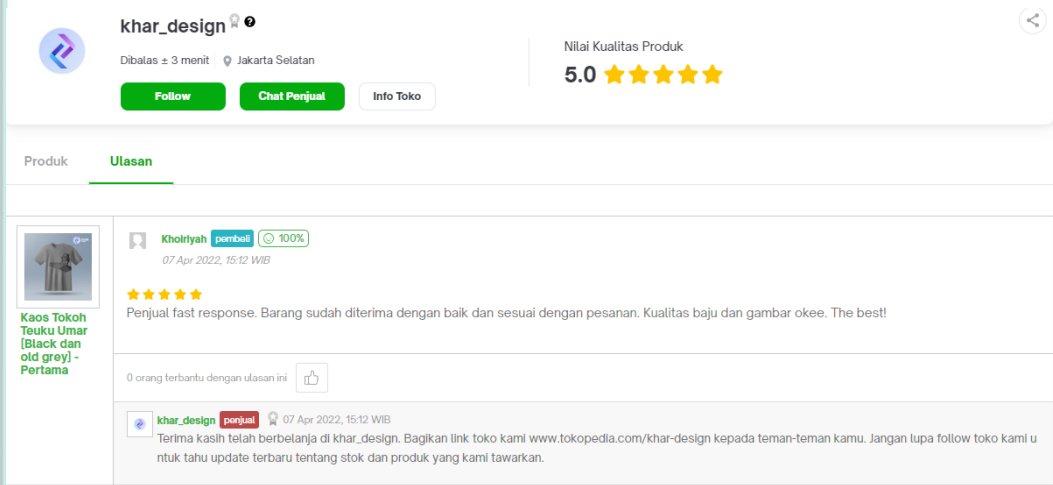 khar_design
Dibalas ± 3 menit
Jakarta Selatan
Follow
Chat Penjual
Info Toko
Nilai Kualitas Produk
5.0
Produk
Ulasan
Kaos Tokoh
Teuku Umar
[Black dan
old grey] -
Pertama
Khoiriyah pembeli 100%
07 Apr 2022, 15:12 WIB
Penjual fast response. Barang sudah diterima dengan baik dan sesuai dengan pesanan. Kualitas baju dan gambar okee. The best!
0 orang terbantu dengan ulasan ini
khar_design penjual 07 Apr 2022, 15:12 WIB
Terima kasih telah berbelanja di khar_design. Bagikan link toko kami www.tokopedia.com/khar-design kepada teman-teman kamu. Jangan lupa follow toko kami u
ntuk tahu update terbaru tentang stok dan produk yang kami tawarkan.